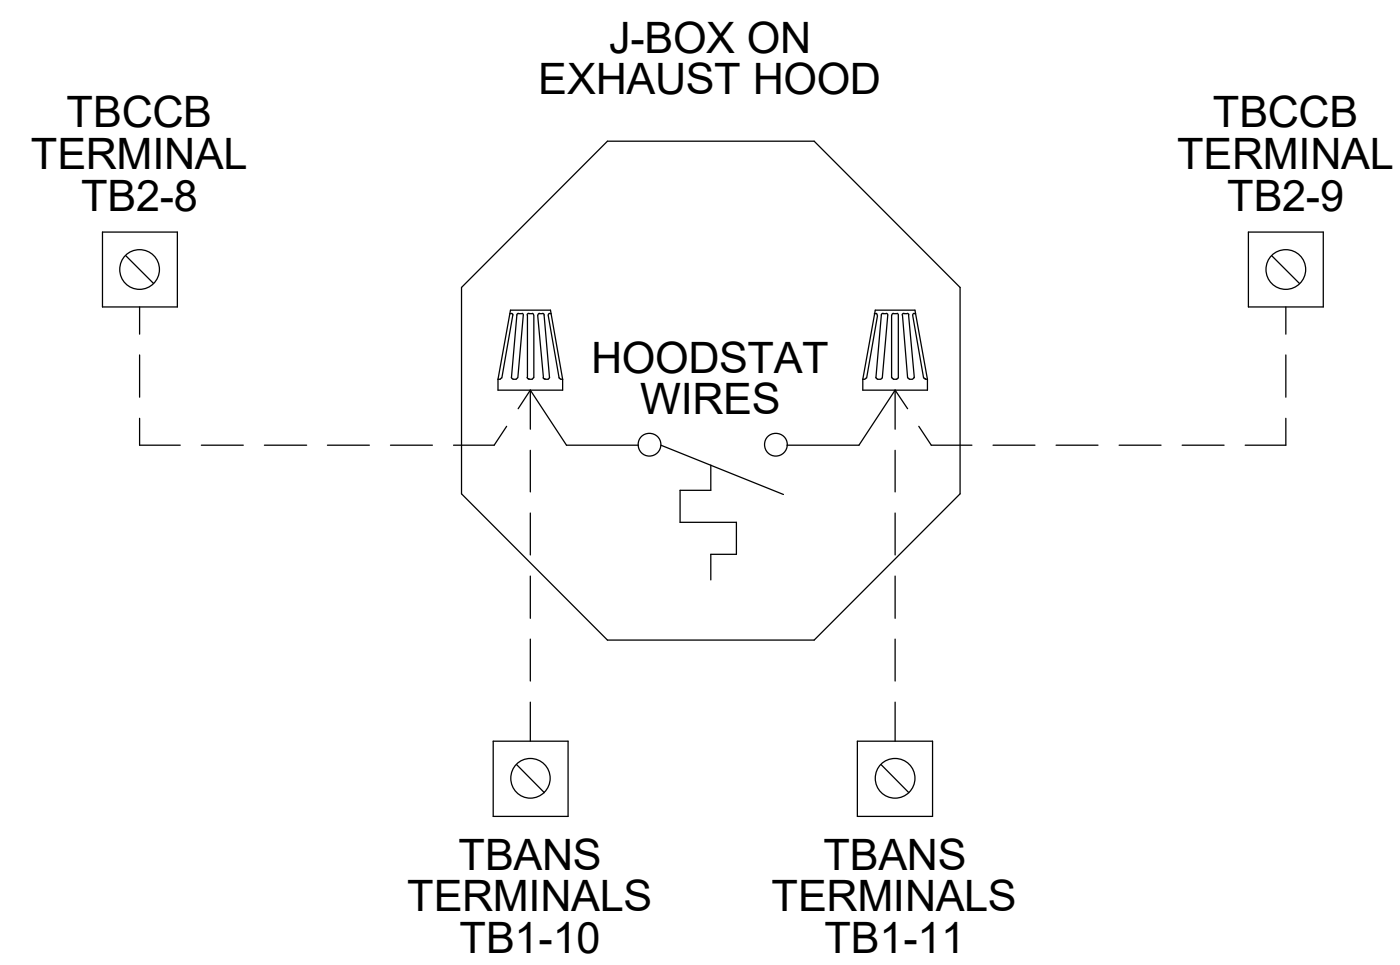 J-BOX ON
EXHAUST HOOD
TBCCB
TERMINAL
TB2-8
TBCCB
TERMINAL
TB2-9
HOODSTAT
WIRES
TBANS
TERMINALS
TB1-10
TBANS
TERMINALS
TB1-11